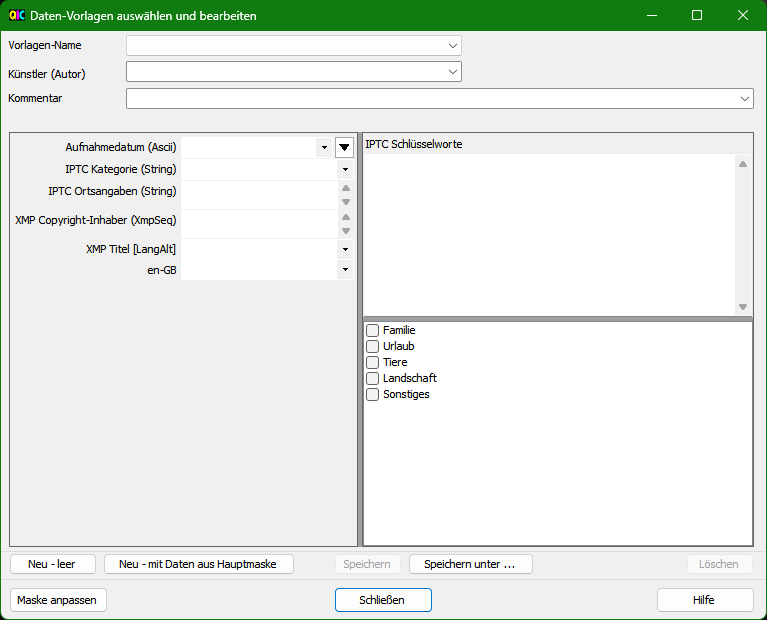 QIC Daten-Vorlagen auswählen und bearbeiten
Vorlagen-Name
Künstler (Autor)
Kommentar
Aufnahmedatum (Ascii)
IPTC Kategorie (String)
IPTC Ortsangaben (String)
XMP Copyright-Inhaber (XmpSeq)
XMP Titel [LangAlt]
en-GB
IPTC Schlüsselworte
Familie
Urlaub
Tiere
Landschaft
Sonstiges
Neu - leer
Neu - mit Daten aus Hauptmaske
Speichern
Speichern unter ...
Löschen
Maske anpassen
Schließen
Hilfe